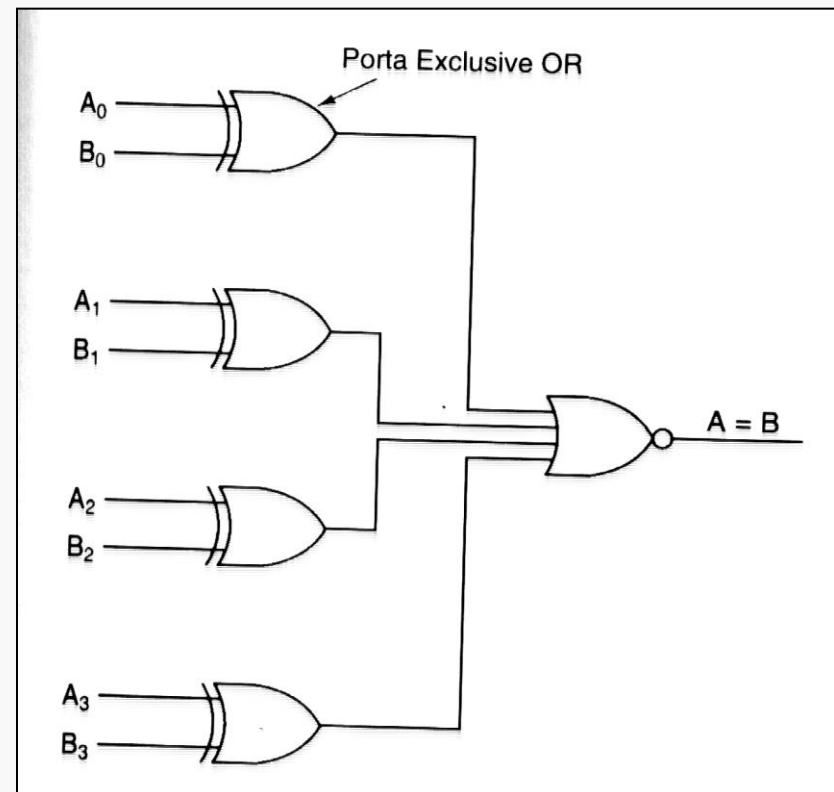 Porta Exclusive OR
A₀
B₀
A₁
B₁
A = B
A₂
B₂
A₃
B₃